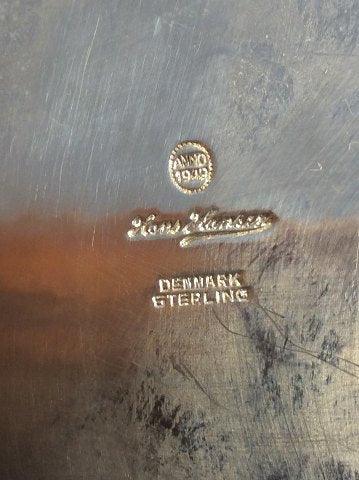 ANNO
1949
Hans Hansen
DENMARK
STERLING